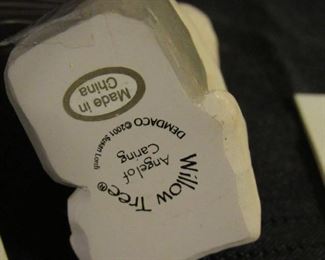 Made in
China
DEMDACO ©2001 Susan Lordi
Angel of
Caring
Willow Tree®